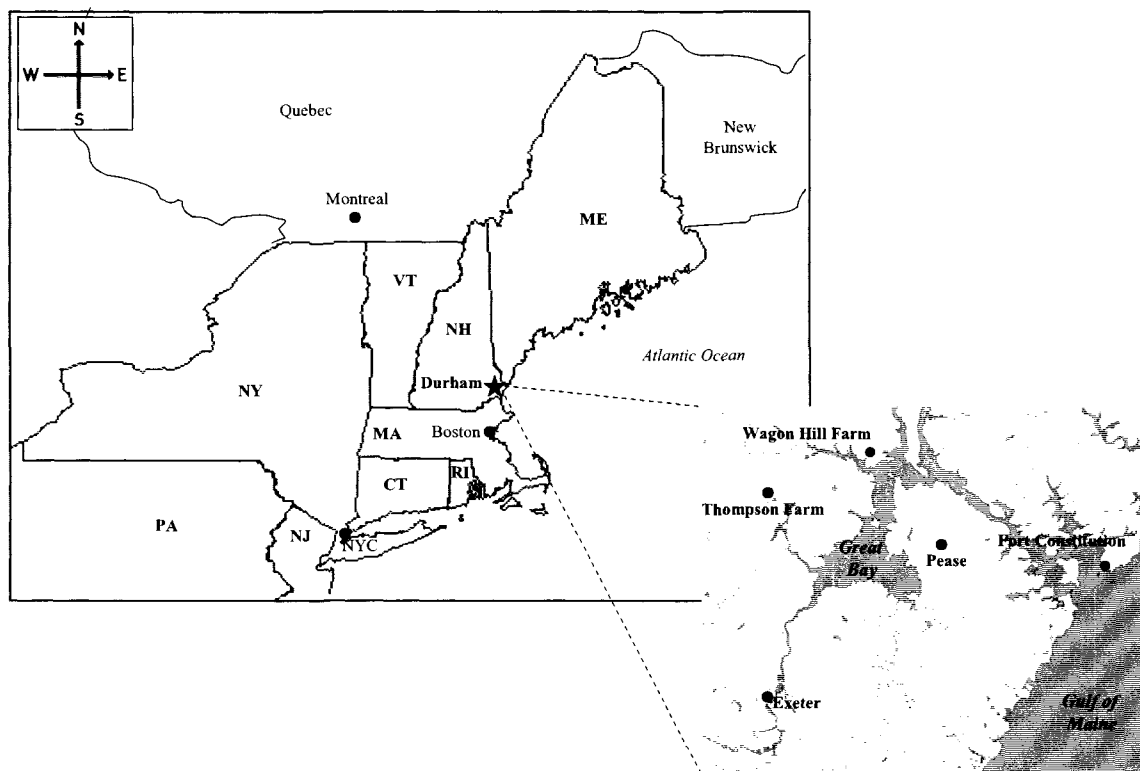 N
W E
S
Quebec
New
Brunswick
Montreal
ME
VT
NH
Atlantic Ocean
Durham
NY
MA
Boston
RI
CT
PA
NJ
NYC
Wagon Hill Farm
Thompson Farm
Fort Constitution
Great
Bay
Pease
Exeter
Gulf of
Maine